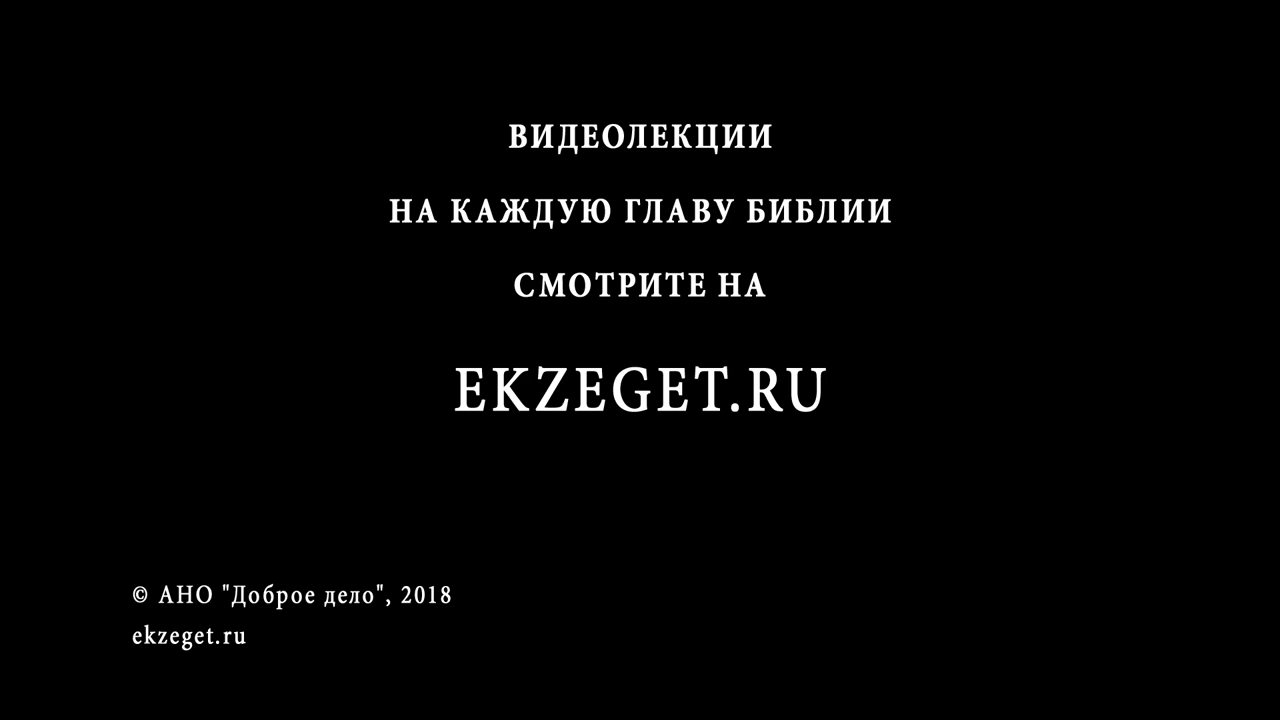 ВИДЕОЛЕКЦИИ
НА КАЖДУЮ ГЛАВУ БИБЛИИ
СМОТРИТЕ НА
EKZEGET.RU
© АНО "Доброе дело", 2018
ekzeget.ru